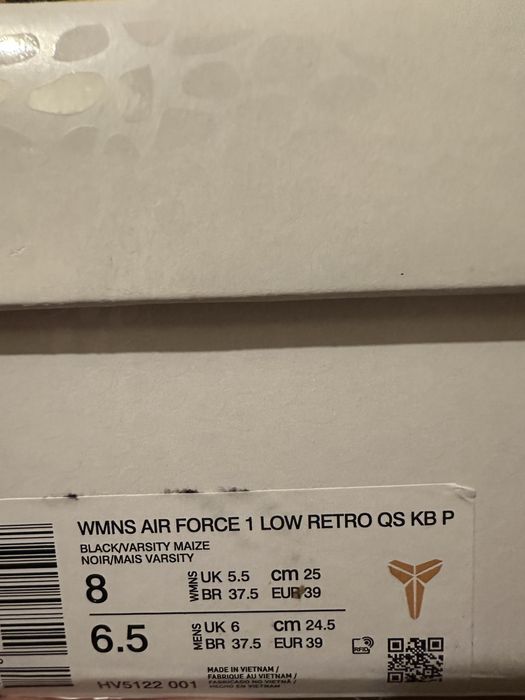 WMNS AIR FORCE 1 LOW RETRO QS KB P
BLACK/VARSITY MAIZE
NOIR/MAIS VARSITY
8 WMNS UK 5.5 cm 25
BR 37.5 EUR 39
6.5 MENS UK 6 cm 24.5
BR 37.5 EUR 39
RFID
MADE IN VIETNAM /
FABRIQUE AU VIETNAM /
FABRICADO NO VIETNÃ /
HECHO EN VIETNAM
HV5122 001